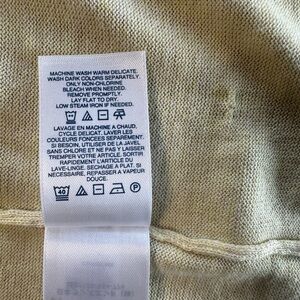 MACHINE WASH WARM DELICATE.
WASH DARK COLORS SEPARATELY.
ONLY NON-CHLORINE
BLEACH WHEN NEEDED.
REMOVE PROMPTLY.
LAY FLAT TO DRY.
LOW STEAM IRON IF NEEDED.
LAVAGE EN MACHINE A CHAUD,
CYCLE DELICAT. LAVER LES
COULEURS FONCEES SEPAREMENT.
SI BESOIN, UTILISER DE LA JAVEL
SANS CHLORE ET NE PAS Y LAISSER
TREMPER VOTRE ARTICLE. SORTIR
RAPIDEMENT L'ARTICLE DU
LAVE-LINGE. SECHAGE A PLAT. SI
NECESSAIRE, REPASSER A VAPEUR
DOUCE.
40
P